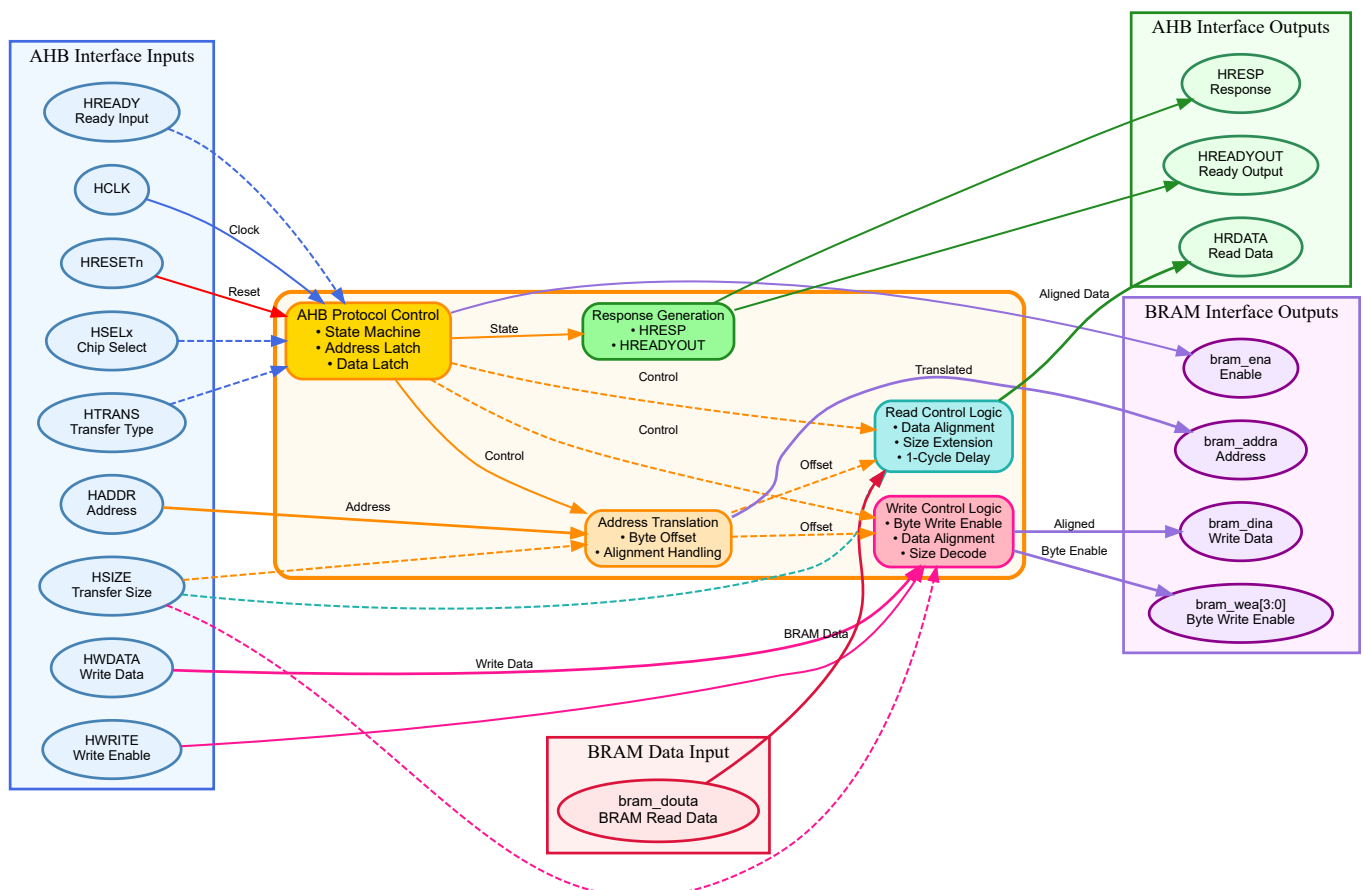 AHB Interface Inputs
HREADY
Ready Input
HCLK
HRESETn
HSELx
Chip Select
HTRANS
Transfer Type
HADDR
Address
HSIZE
Transfer Size
HWDATA
Write Data
HWRITE
Write Enable
Clock
Reset
Address
Write Data
AHB Protocol Control
• State Machine
• Address Latch
• Data Latch
State
Control
Control
Control
Response Generation
• HRESP
• HREADYOUT
Address Translation
• Byte Offset
• Alignment Handling
Offset
Offset
Read Control Logic
• Data Alignment
• Size Extension
• 1-Cycle Delay
Write Control Logic
• Byte Write Enable
• Data Alignment
• Size Decode
BRAM Data
BRAM Data Input
bram_douta
BRAM Read Data
Translated
Aligned Data
Aligned
Byte Enable
AHB Interface Outputs
HRESP
Response
HREADYOUT
Ready Output
HRDATA
Read Data
BRAM Interface Outputs
bram_ena
Enable
bram_addra
Address
bram_dina
Write Data
bram_wea[3:0]
Byte Write Enable